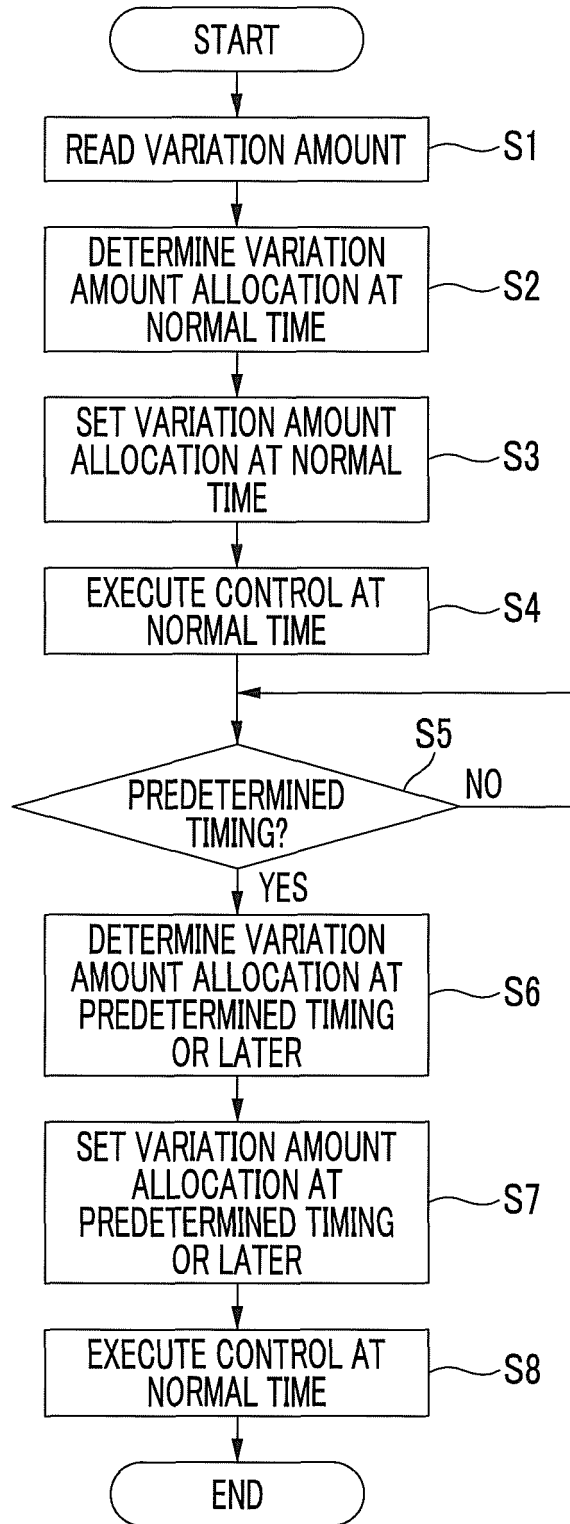 START
READ VARIATION AMOUNT
S1
DETERMINE VARIATION
AMOUNT ALLOCATION AT
NORMAL TIME
S2
SET VARIATION AMOUNT
ALLOCATION AT NORMAL
TIME
S3
EXECUTE CONTROL AT
NORMAL TIME
S4
S5
PREDETERMINED
TIMING?
NO
YES
DETERMINE VARIATION
AMOUNT ALLOCATION AT
PREDETERMINED TIMING
OR LATER
S6
SET VARIATION AMOUNT
ALLOCATION AT
PREDETERMINED TIMING
OR LATER
S7
EXECUTE CONTROL AT
NORMAL TIME
S8
END